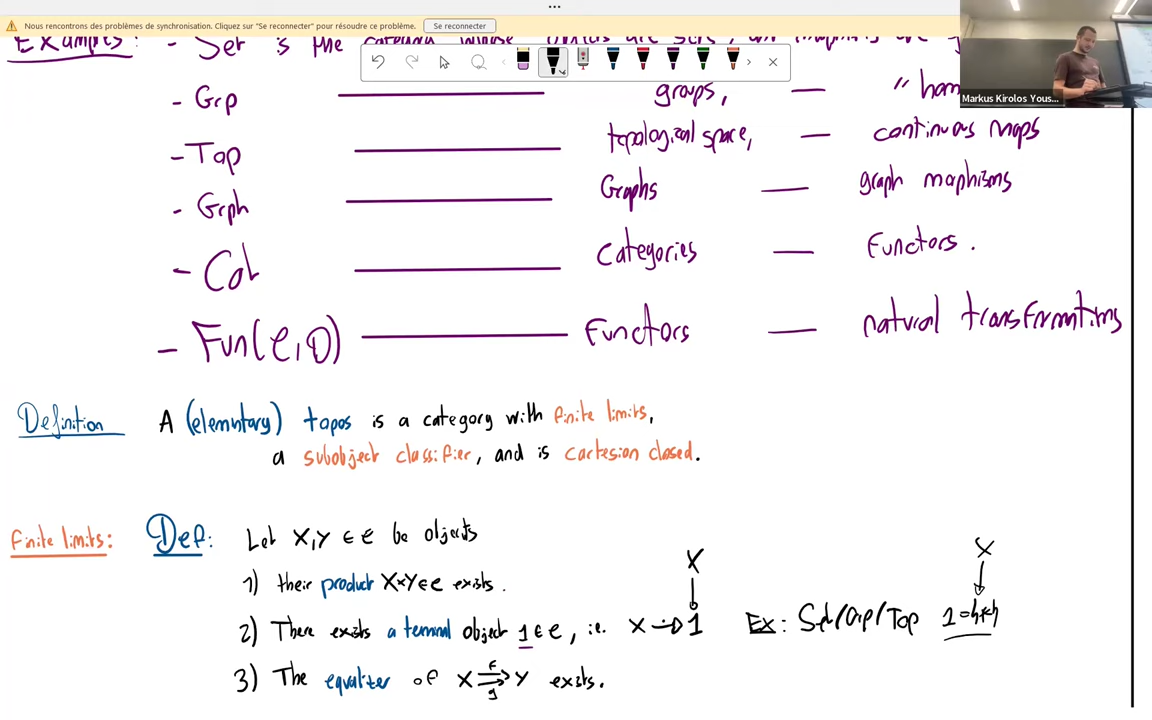 Nous rencontrons des problèmes de synchronisation. Cliquez sur "Se reconnecter" pour résoudre ce problème. Se reconnecter
Examples: - Set is the category whose objects are sets,
- Grp groups, " hom
Markus Kirolos Yous...
- Top topological space, continuous maps
- Grph Graphs graph morphisms
- Cat Categories Functors.
- Fun(C,D) Functors natural transformations
Definition A (elementary) topos is a category with finite limits,
a subobject classifier, and is cartesian closed.
Finite limits: Def: Let X,Y ∈ C be objects
1) their product X×Y∈C exists. X X
2) There exists a terminal object 1∈C, i.e. X → 1 Ex: Set/Grp/Top 1={*}
3) The equalizer of X ⇉ Y exists. f g